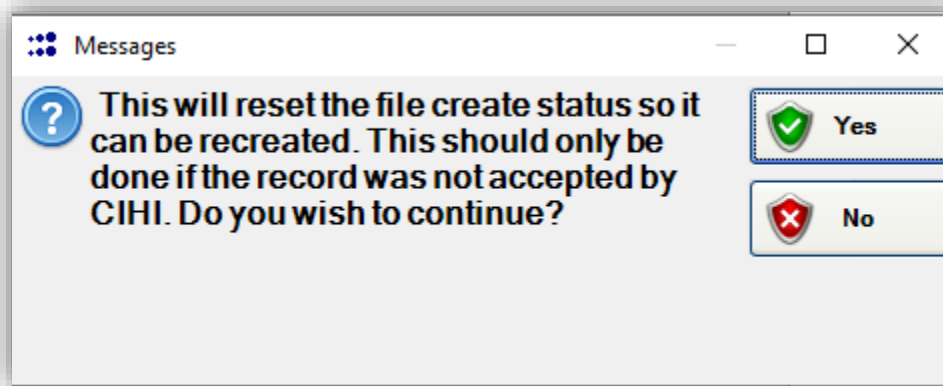 Messages
This will reset the file create status so it
can be recreated. This should only be
done if the record was not accepted by
CIHI. Do you wish to continue?
Yes
No